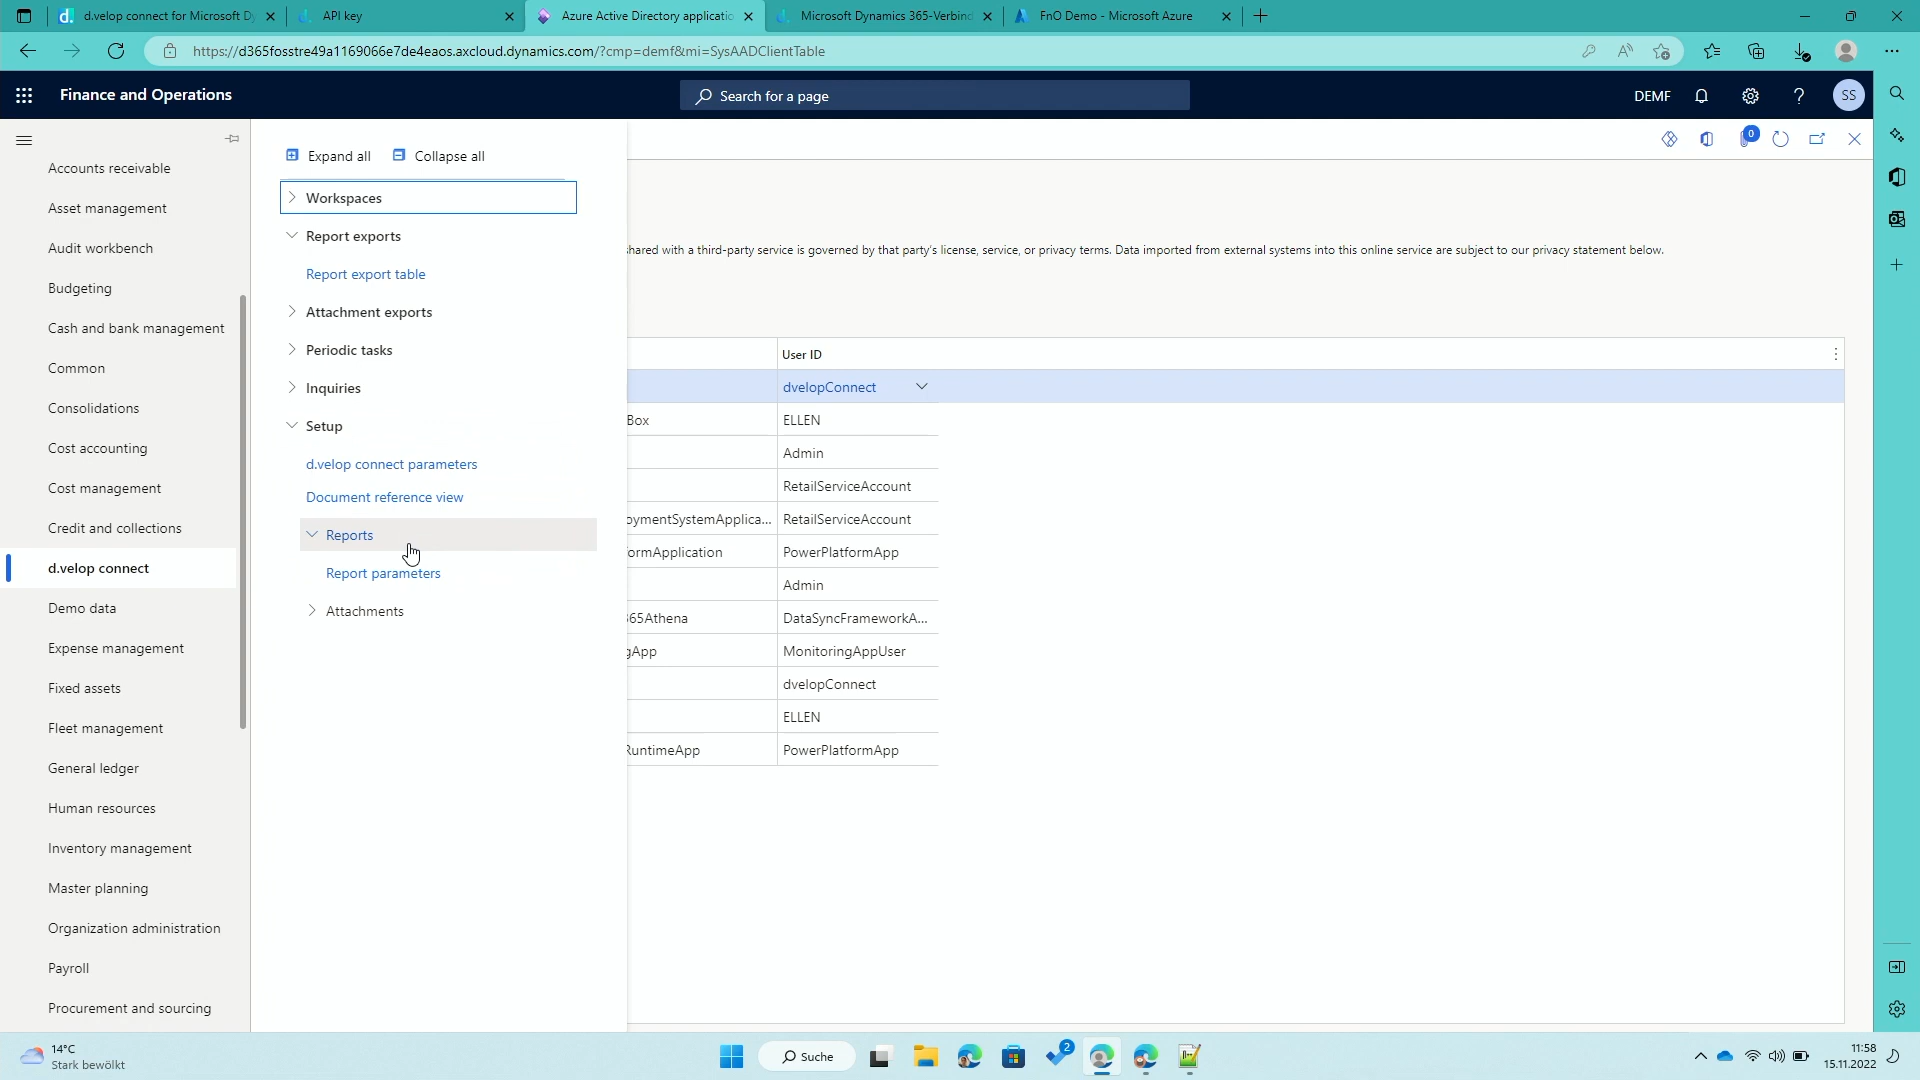 d.velop connect for Microsoft Dy
API key
Azure Active Directory applicatio
Microsoft Dynamics 365-Verbind
FnO Demo - Microsoft Azure
https://d365fosstre49a1169066e7de4eaos.axcloud.dynamics.com/?cmp=demf&mi=SysAADClientTable
Finance and Operations
Search for a page
DEMF
SS
0
Accounts receivable
Asset management
Audit workbench
Budgeting
Cash and bank management
Common
Consolidations
Cost accounting
Cost management
Credit and collections
d.velop connect
Demo data
Expense management
Fixed assets
Fleet management
General ledger
Human resources
Inventory management
Master planning
Organization administration
Payroll
Procurement and sourcing
Expand all
Collapse all
Workspaces
Report exports
Report export table
Attachment exports
Periodic tasks
Inquiries
Setup
d.velop connect parameters
Document reference view
Reports
Report parameters
Attachments
shared with a third-party service is governed by that party's license, service, or privacy terms. Data imported from external systems into this online service are subject to our privacy statement below.
User ID
dvelopConnect
Box ELLEN
Admin
RetailServiceAccount
oymentSystemApplica... RetailServiceAccount
ormApplication PowerPlatformApp
Admin
365Athena DataSyncFrameworkA...
gApp MonitoringAppUser
dvelopConnect
ELLEN
RuntimeApp PowerPlatformApp
14°C
Stark bewölkt
Suche
2
11:58
15.11.2022